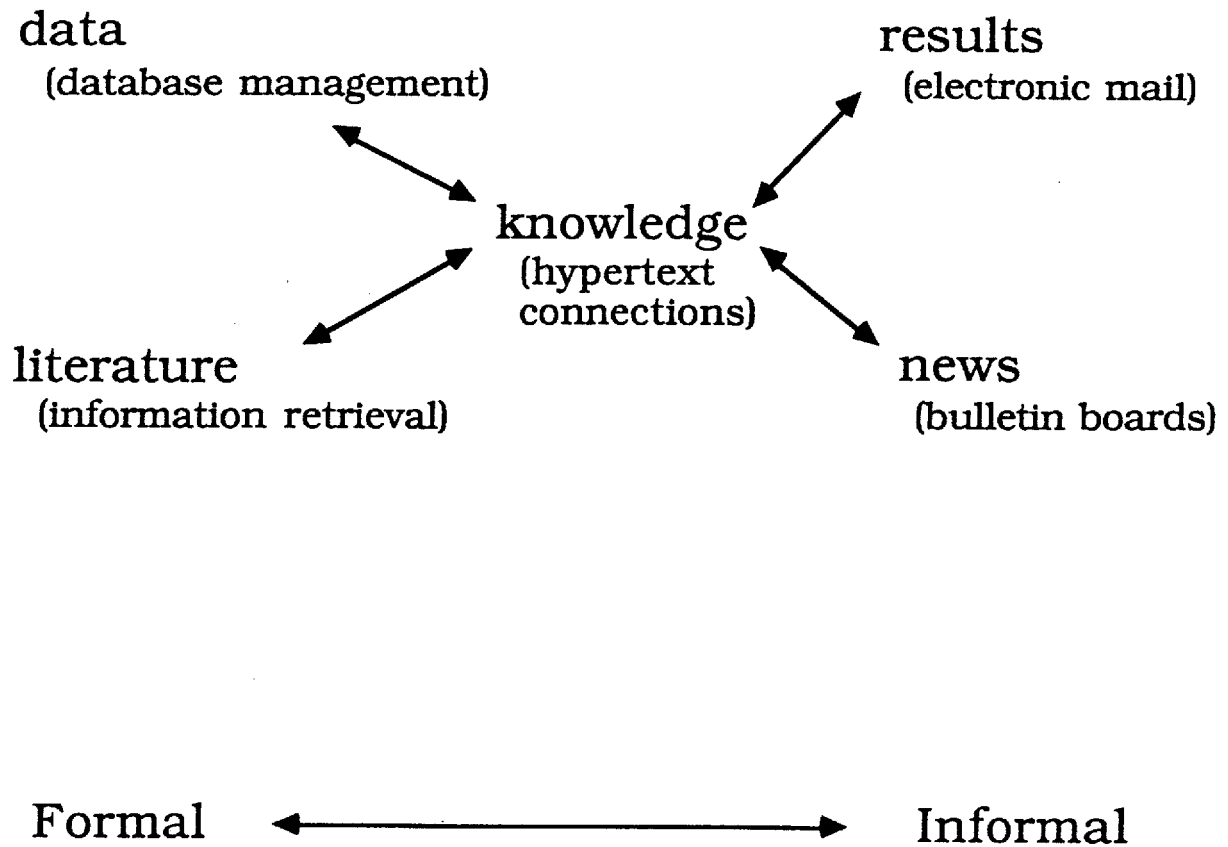 data
(database management)
results
(electronic mail)
knowledge
(hypertext
connections)
literature
(information retrieval)
news
(bulletin boards)
Formal
Informal